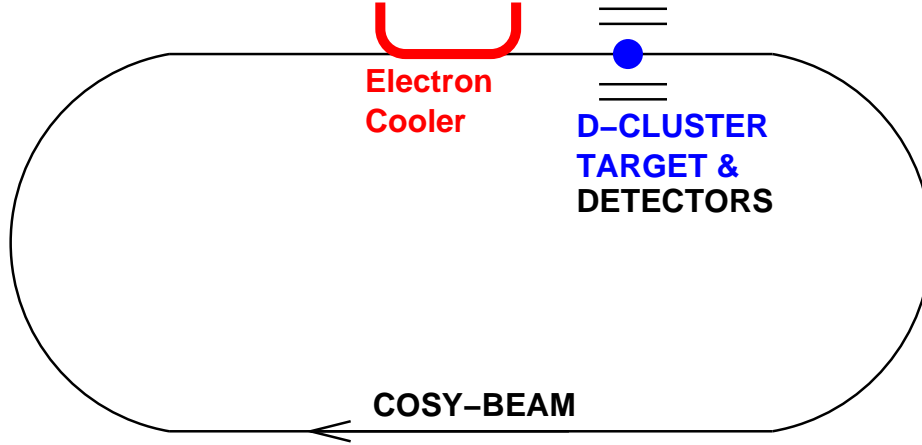 Electron
Cooler
D−CLUSTER
TARGET &
DETECTORS
COSY−BEAM